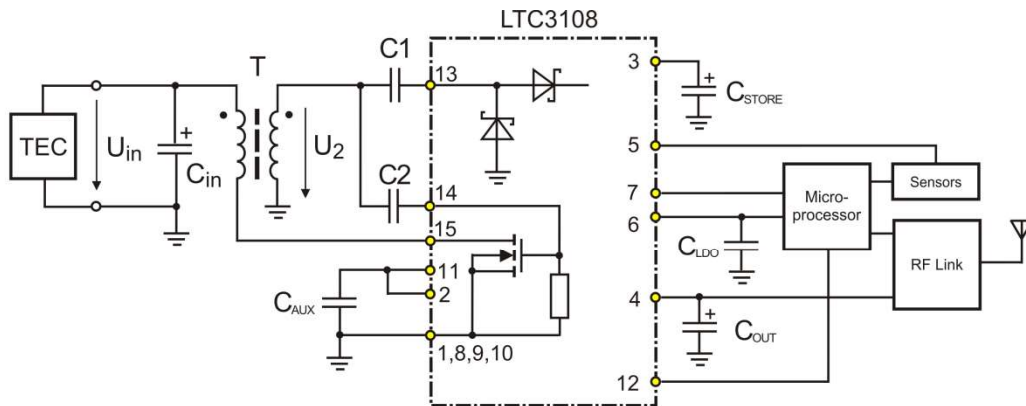 LTC3108
T
C1
13
3
+
CSTORE
TEC
Uin
+
Cin
U2
5
Sensors
C2
14
7
Micro-
processor
15
6
CLDO
RF Link
11
2
CAUX
4
+
COUT
1,8,9,10
12